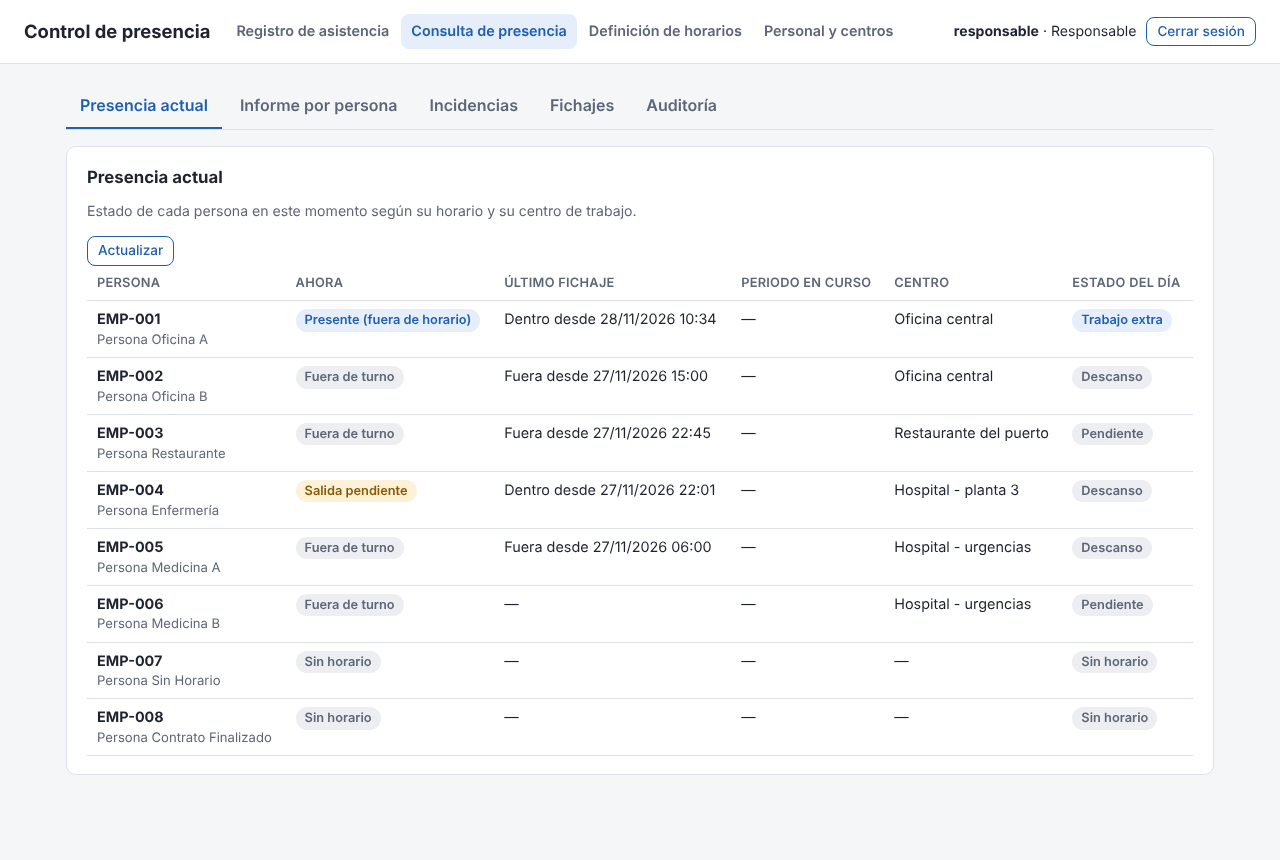 Control de presencia Registro de asistencia Consulta de presencia Definición de horarios Personal y centros responsable · Responsable Cerrar sesión
Presencia actual Informe por persona Incidencias Fichajes Auditoría
Presencia actual
Estado de cada persona en este momento según su horario y su centro de trabajo.
Actualizar
PERSONA AHORA ÚLTIMO FICHAJE PERIODO EN CURSO CENTRO ESTADO DEL DÍA
EMP-001 Presente (fuera de horario) Dentro desde 28/11/2026 10:34 — Oficina central Trabajo extra
Persona Oficina A
EMP-002 Fuera de turno Fuera desde 27/11/2026 15:00 — Oficina central Descanso
Persona Oficina B
EMP-003 Fuera de turno Fuera desde 27/11/2026 22:45 — Restaurante del puerto Pendiente
Persona Restaurante
EMP-004 Salida pendiente Dentro desde 27/11/2026 22:01 — Hospital - planta 3 Descanso
Persona Enfermería
EMP-005 Fuera de turno Fuera desde 27/11/2026 06:00 — Hospital - urgencias Descanso
Persona Medicina A
EMP-006 Fuera de turno — — Hospital - urgencias Pendiente
Persona Medicina B
EMP-007 Sin horario — — — Sin horario
Persona Sin Horario
EMP-008 Sin horario — — — Sin horario
Persona Contrato Finalizado